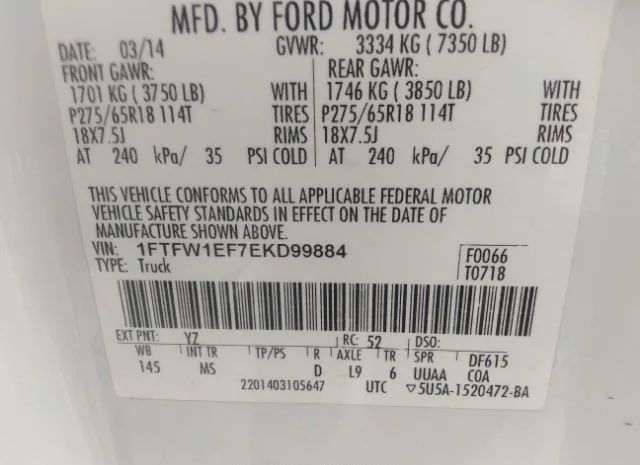 MFD. BY FORD MOTOR CO.
DATE: 03/14 GVWR: 3334 KG ( 7350 LB)
FRONT GAWR: REAR GAWR:
1701 KG ( 3750 LB) WITH 1746 KG ( 3850 LB) WITH
P275/65R18 114T TIRES P275/65R18 114T TIRES
18X7.5J RIMS 18X7.5J RIMS
AT 240 kPa/ 35 PSI COLD AT 240 kPa/ 35 PSI COLD
THIS VEHICLE CONFORMS TO ALL APPLICABLE FEDERAL MOTOR
VEHICLE SAFETY STANDARDS IN EFFECT ON THE DATE OF
MANUFACTURE SHOWN ABOVE.
VIN: 1FTFW1EF7EKD99884 F0066
TYPE: Truck T0718
EXT PNT: YZ RC: 52 DSO:
WB INT TR TP/PS R AXLE TR SPR DF615
145 MS D L9 6 UUAA COA
2201403105647 UTC ▽5U5A-1520472-BA